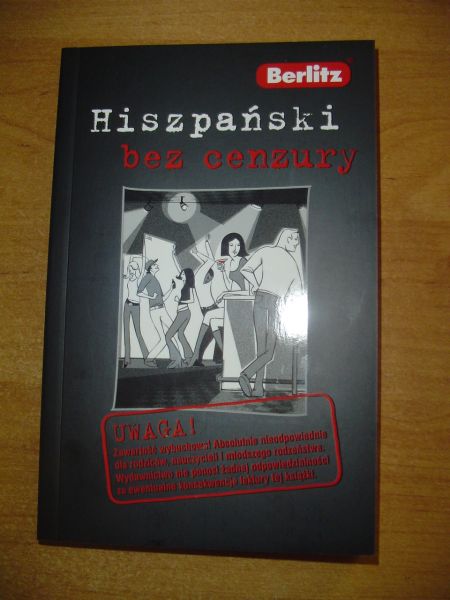 Berlitz
Hiszpański
bez cenzury
UWAGA!
Zawartość wybuchowa! Absolutnie nieodpowiednia
dla rodziców, nauczycieli i młodszego rodzeństwa.
Wydawnictwo nie ponosi żadnej odpowiedzialności
za ewentualne konsekwencje lektury tej książki.